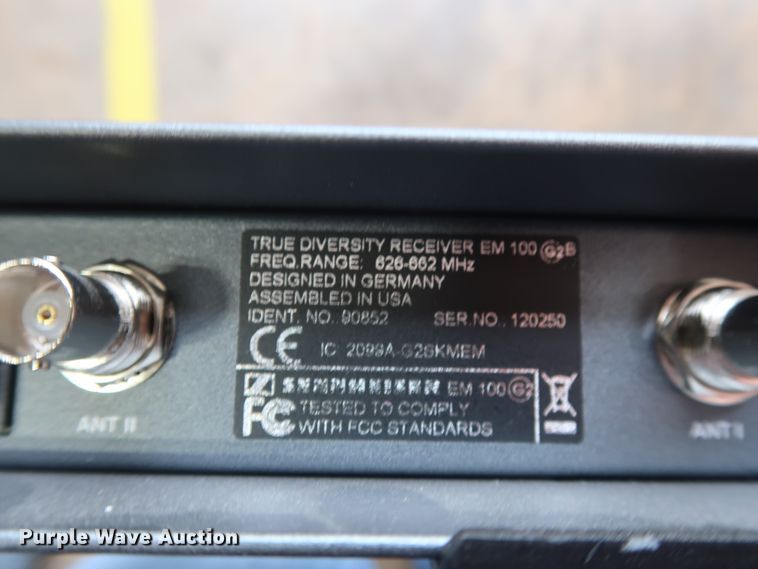 TRUE DIVERSITY RECEIVER EM 100 G2 B
FREQ.RANGE: 626-662 MHz
DESIGNED IN GERMANY
ASSEMBLED IN USA
IDENT. NO. 90852 SER.NO. 120250
CE IC 2099A-G2SKMEM
SENNHEISER EM 100 G2
FC TESTED TO COMPLY
WITH FCC STANDARDS
ANT II ANT I
Purple Wave Auction